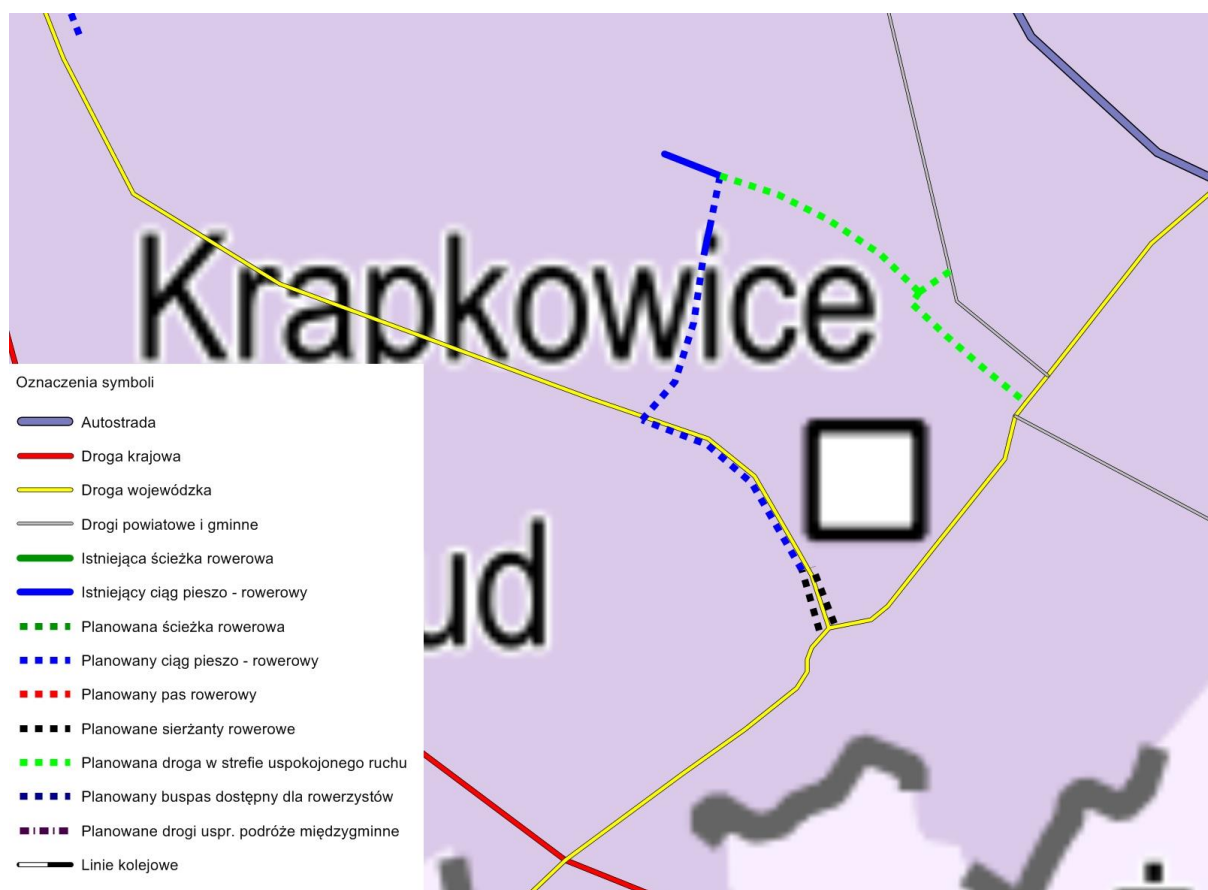 Krapkowice
Oznaczenia symboli
Autostrada
Droga krajowa
Droga wojewódzka
Drogi powiatowe i gminne
Istniejąca ścieżka rowerowa
Istniejący ciąg pieszo - rowerowy
Planowana ścieżka rowerowa
Planowany ciąg pieszo - rowerowy
Planowany pas rowerowy
Planowane sierżanty rowerowe
Planowana droga w strefie uspokojonego ruchu
Planowany buspas dostępny dla rowerzystów
Planowane drogi uspr. podróże międzygminne
Linie kolejowe